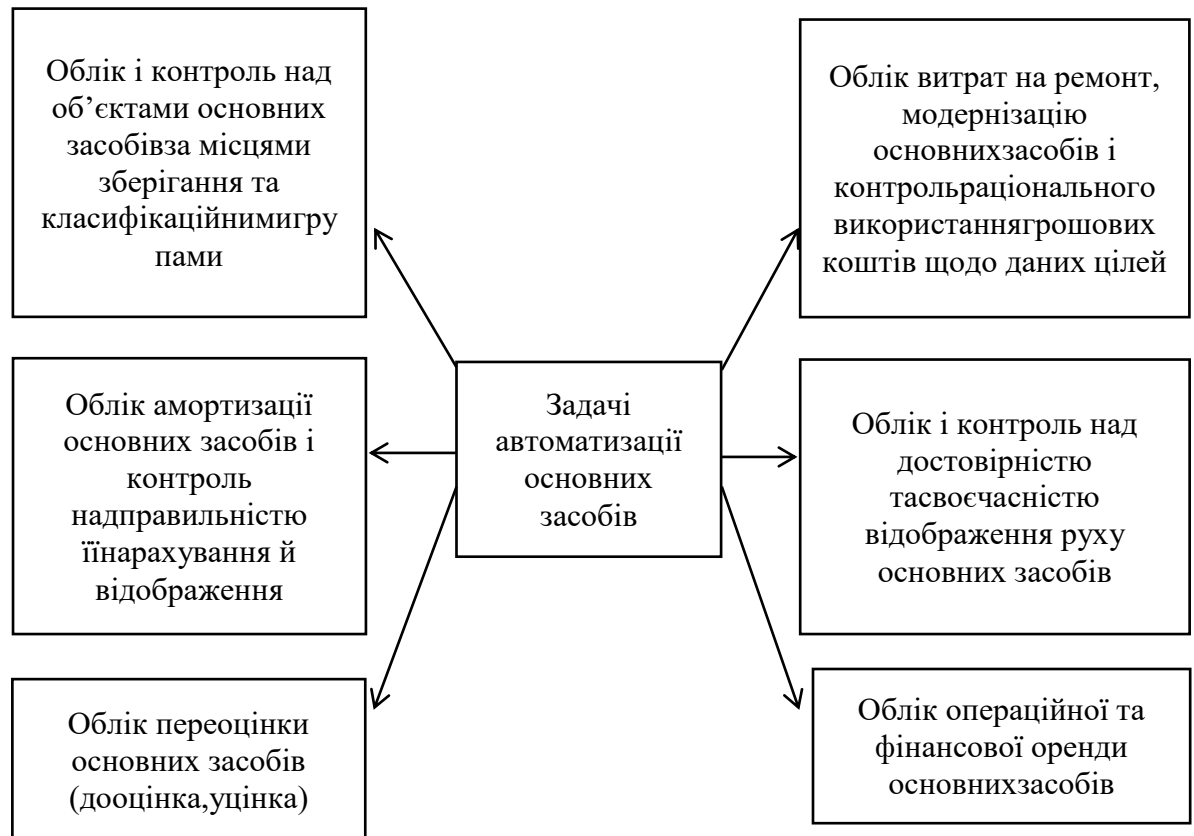 Облік і контроль над
об’єктами основних
засобівза місцями
зберігання та
класифікаційнимигру
пами
Облік витрат на ремонт,
модернізацію
основнихзасобів і
контрольраціонального
використаннягрошових
коштів щодо даних цілей
Облік амортизації
основних засобів і
контроль
надправильністю
їїнарахування й
відображення
Задачі
автоматизації
основних
засобів
Облік і контроль над
достовірністю
тасвоєчасністю
відображення руху
основних засобів
Облік переоцінки
основних засобів
(дооцінка,уцінка)
Облік операційної та
фінансової оренди
основнихзасобів